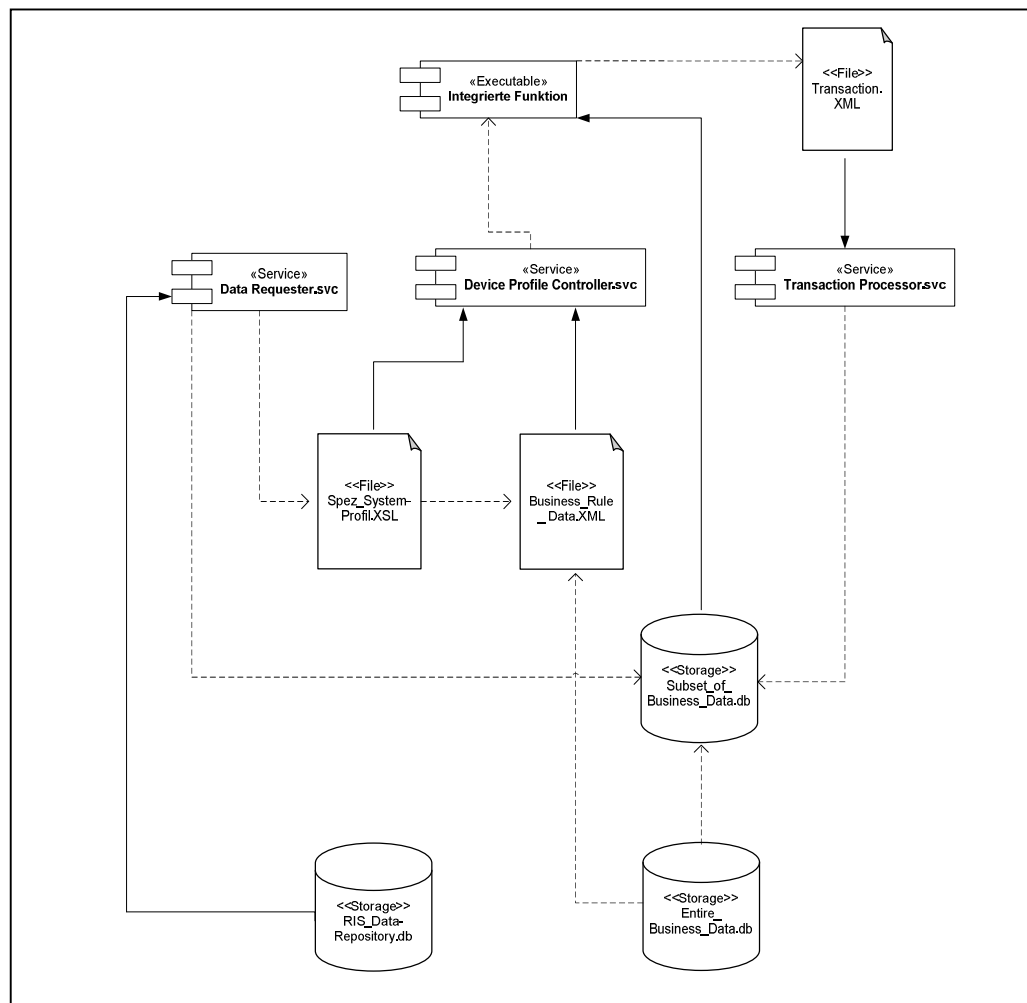 «Executable»
Integrierte Funktion
<<File>>
Transaction.
XML
«Service»
Data Requester.svc
«Service»
Device Profile Controller.svc
«Service»
Transaction Processor.svc
<<File>>
Spez_System-
Profil.XSL
<<File>>
Business_Rule
_Data.XML
<<Storage>>
Subset_of_
Business_Data.db
<<Storage>>
RIS_Data-
Repository.db
<<Storage>>
Entire_
Business_Data.db